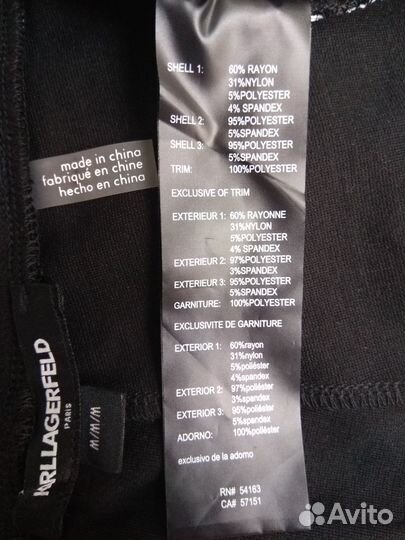 SHELL 1: 60% RAYON
31%NYLON
5%POLYESTER
4% SPANDEX
SHELL 2: 95%POLYESTER
5%SPANDEX
SHELL 3: 95%POLYESTER
5%SPANDEX
TRIM: 100%POLYESTER
EXCLUSIVE OF TRIM
EXTERIEUR 1: 60% RAYONNE
31%NYLON
5%POLYESTER
4% SPANDEX
EXTERIEUR 2: 97%POLYESTER
3%SPANDEX
EXTERIEUR 3: 95%POLYESTER
5%SPANDEX
GARNITURE: 100%POLYESTER
EXCLUSIVITE DE GARNITURE
EXTERIOR 1: 60%rayon
31%nylon
5%poliéster
4%spandex
EXTERIOR 2: 97%poliéster
3%spandex
EXTERIOR 3: 95%poliéster
5%spandex
ADORNO: 100%poliéster
exclusivo de la adorno
RN# 54163
CA# 57151
made in china
fabriqué en chine
hecho en china
KARL LAGERFELD
PARIS
M/M/M
Avito